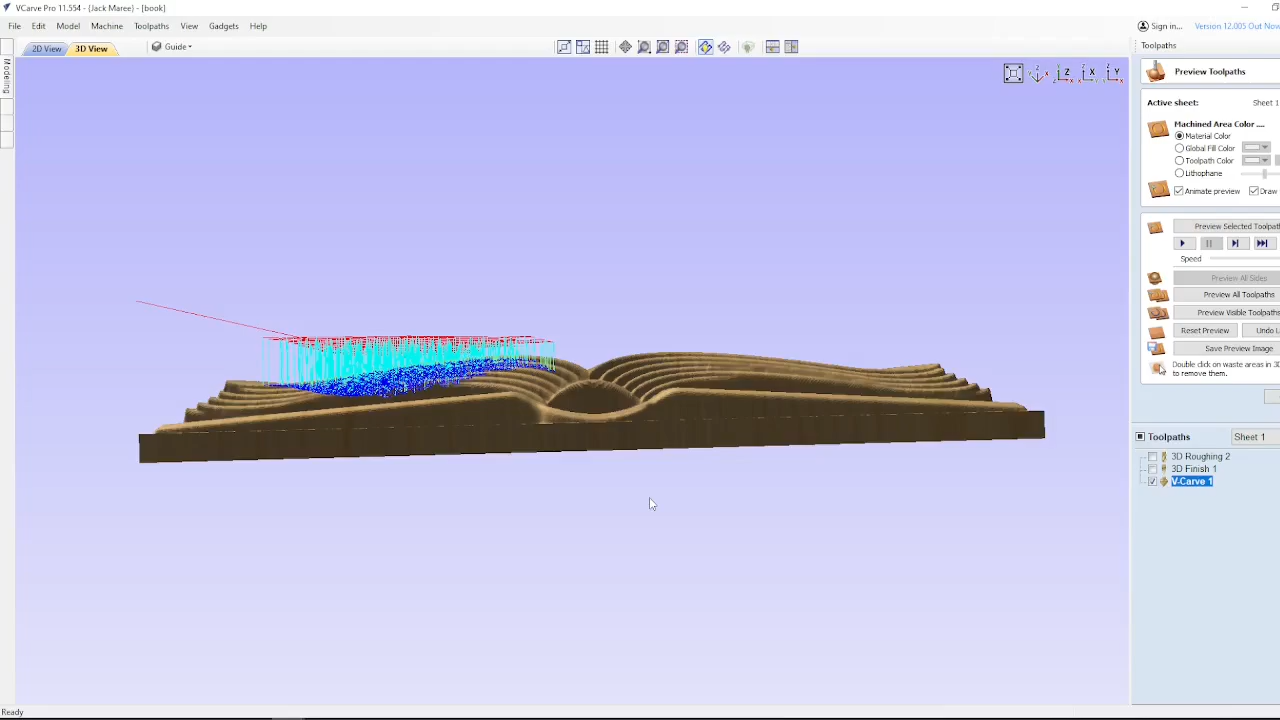 VCarve Pro 11.554 - {Jack Maree} - [book]
File Edit Model Machine Toolpaths View Gadgets Help
Sign in... Version 12.005 Out Now
2D View 3D View Guide
Toolpaths
Modeling
Z X Y
Preview Toolpaths
Active sheet: Sheet 1
Machined Area Color ....
Material Color
Global Fill Color
Toolpath Color
Lithophane
Animate preview Draw
Preview Selected Toolpath
Speed
Preview All Sides
Preview All Toolpaths
Preview Visible Toolpaths
Reset Preview Undo L
Save Preview Image
Double click on waste areas in 3D
to remove them.
Toolpaths Sheet 1
3D Roughing 2
3D Finish 1
V-Carve 1
Ready